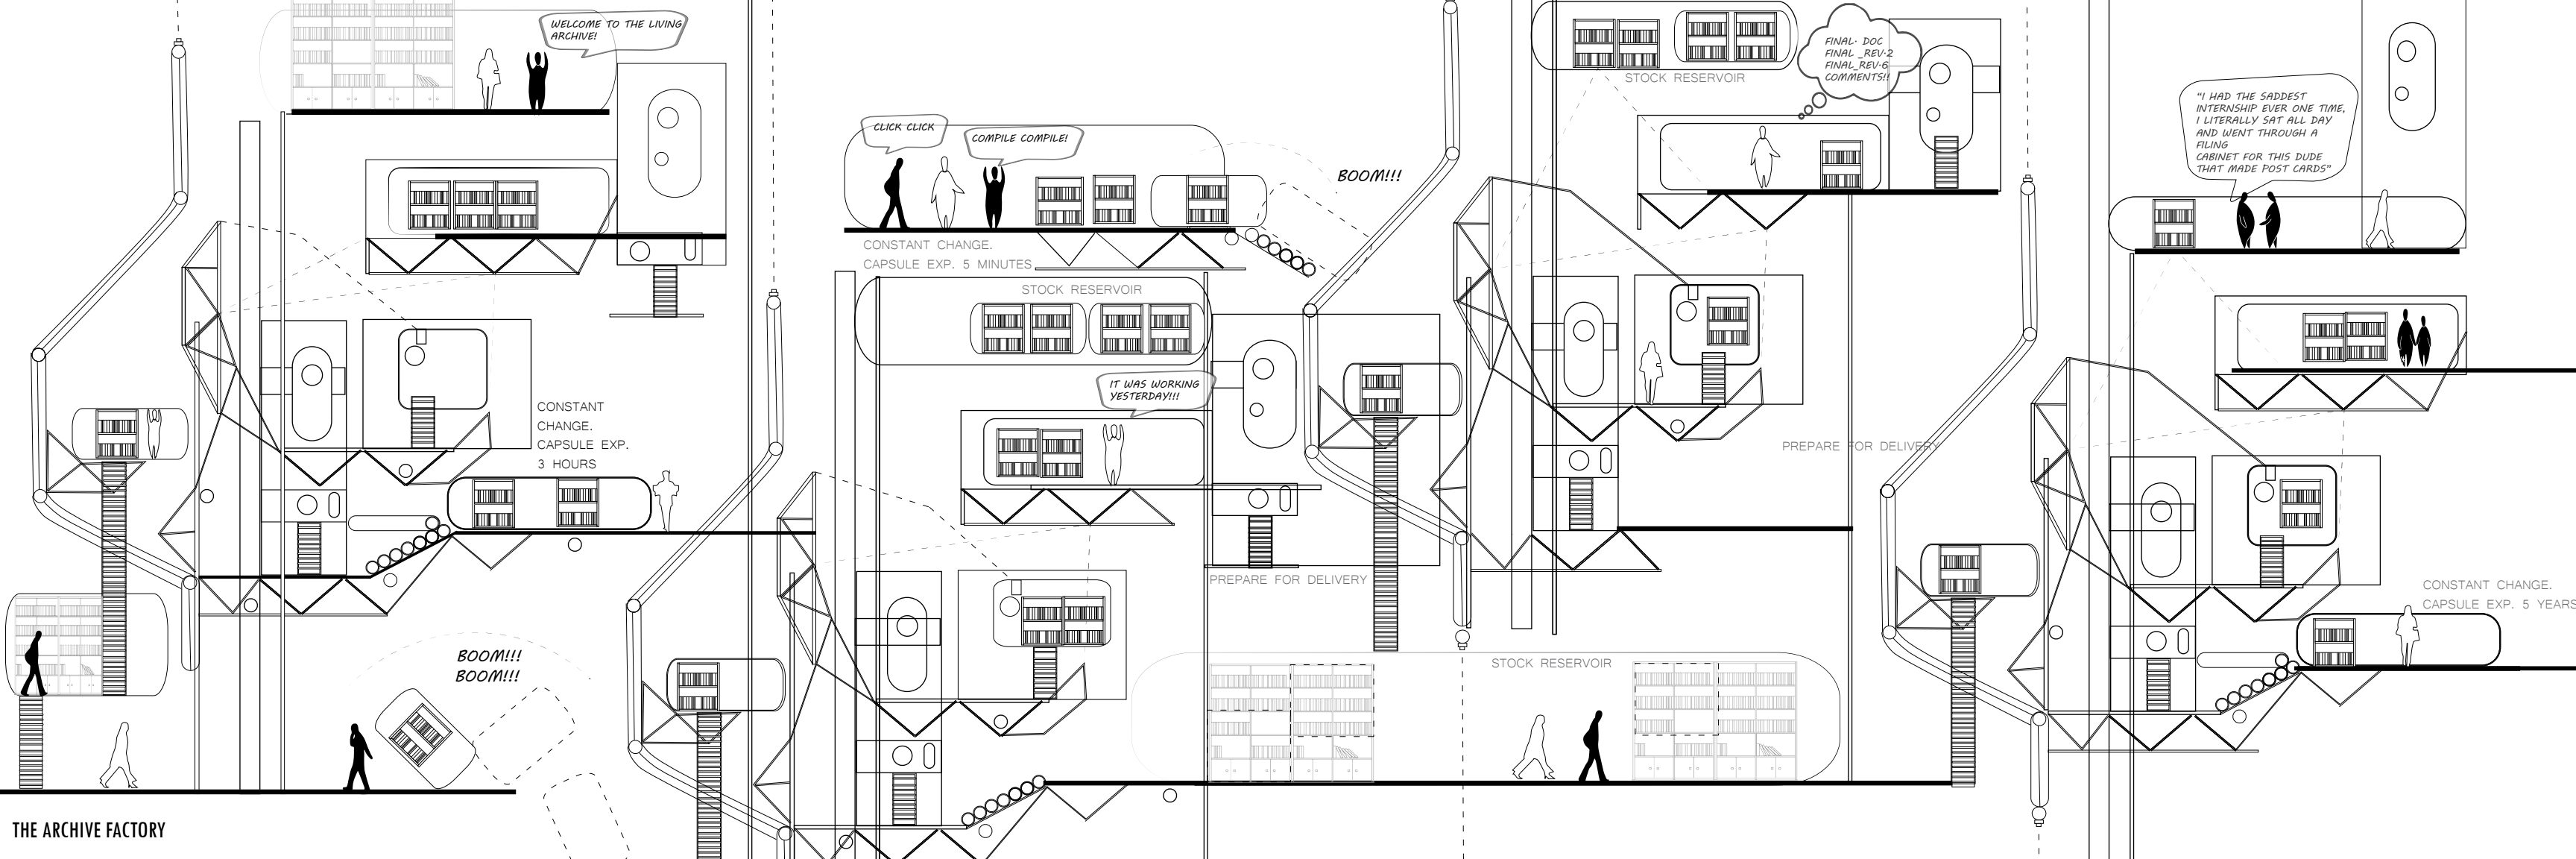 WELCOME TO THE LIVING
ARCHIVE!
CONSTANT
CHANGE.
CAPSULE EXP.
3 HOURS
BOOM!!!
BOOM!!!
THE ARCHIVE FACTORY
CLICK CLICK
COMPILE COMPILE!
BOOM!!!
CONSTANT CHANGE.
CAPSULE EXP. 5 MINUTES
STOCK RESERVOIR
IT WAS WORKING
YESTERDAY!!!
PREPARE FOR DELIVERY
STOCK RESERVOIR
STOCK RESERVOIR
FINAL. DOC
FINAL _REV.2
FINAL_REV.6
COMMENTS!!
PREPARE FOR DELIVERY
"I HAD THE SADDEST
INTERNSHIP EVER ONE TIME,
I LITERALLY SAT ALL DAY
AND WENT THROUGH A
FILING
CABINET FOR THIS DUDE
THAT MADE POST CARDS"
CONSTANT CHANGE.
CAPSULE EXP. 5 YEARS